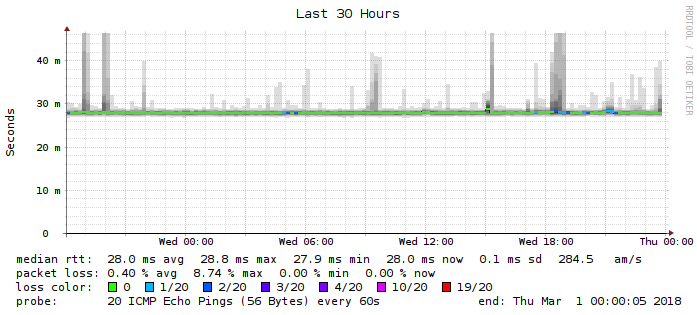 Last 30 Hours
RRDTOOL / TOBI OETIKER
Seconds
40 m
30 m
20 m
10 m
0
Wed 00:00 Wed 06:00 Wed 12:00 Wed 18:00 Thu 00:00
median rtt: 28.0 ms avg 28.8 ms max 27.9 ms min 28.0 ms now 0.1 ms sd 284.5 am/s
packet loss: 0.40 % avg 8.74 % max 0.00 % min 0.00 % now
loss color: 0 1/20 2/20 3/20 4/20 10/20 19/20
probe: 20 ICMP Echo Pings (56 Bytes) every 60s end: Thu Mar 1 00:00:05 2018